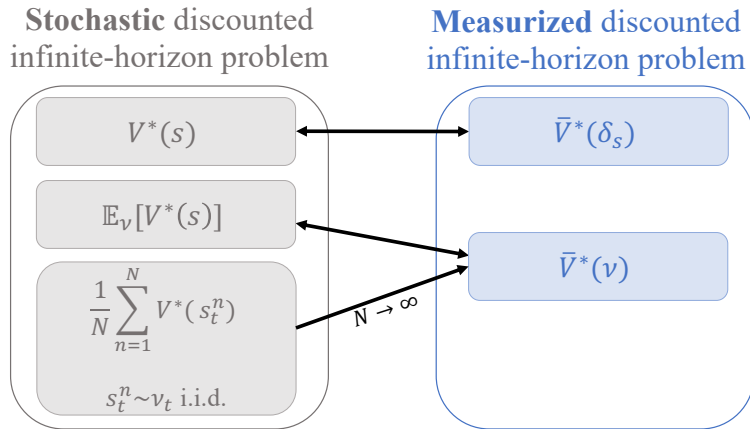 Stochastic discounted
infinite-horizon problem
V*(s)
𝔼_ν[V*(s)]
1/N ∑_{n=1}^{N} V*(s_t^n)
s_t^n~ν_t i.i.d.
N → ∞
Measurized discounted
infinite-horizon problem
V̄*(δ_s)
V̄*(ν)